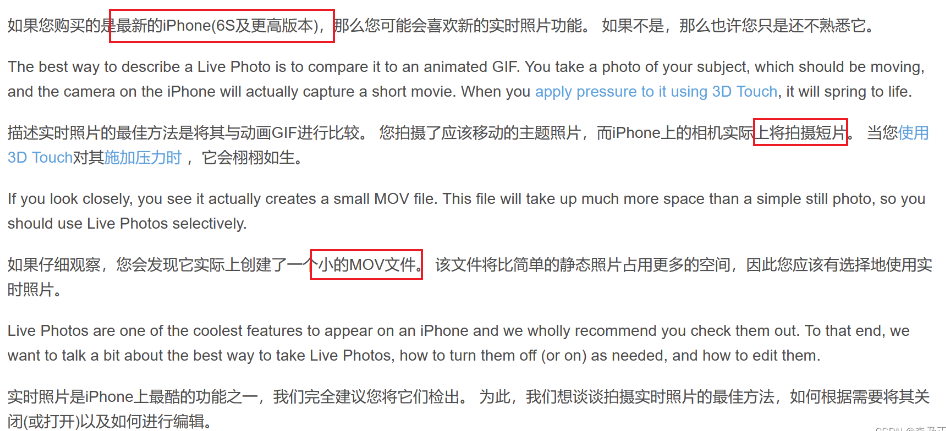 如果您购买的是最新的iPhone(6S及更高版本)，那么您可能会喜欢新的实时照片功能。 如果不是，那么也许您只是还不熟悉它。
The best way to describe a Live Photo is to compare it to an animated GIF. You take a photo of your subject, which should be moving,
and the camera on the iPhone will actually capture a short movie. When you apply pressure to it using 3D Touch, it will spring to life.
描述实时照片的最佳方法是将其与动画GIF进行比较。 您拍摄了应该移动的主题照片，而iPhone上的相机实际上将拍摄短片。 当您使用
3D Touch对其施加压力时 ，它会栩栩如生。
If you look closely, you see it actually creates a small MOV file. This file will take up much more space than a simple still photo, so you
should use Live Photos selectively.
如果仔细观察，您会发现它实际上创建了一个小的MOV文件。 该文件将比简单的静态照片占用更多的空间，因此您应该有选择地使用实
时照片。
Live Photos are one of the coolest features to appear on an iPhone and we wholly recommend you check them out. To that end, we
want to talk a bit about the best way to take Live Photos, how to turn them off (or on) as needed, and how to edit them.
实时照片是iPhone上最酷的功能之一，我们完全建议您将它们检出。 为此，我们想谈谈拍摄实时照片的最佳方法，如何根据需要将其关
闭(或打开)以及如何进行编辑。